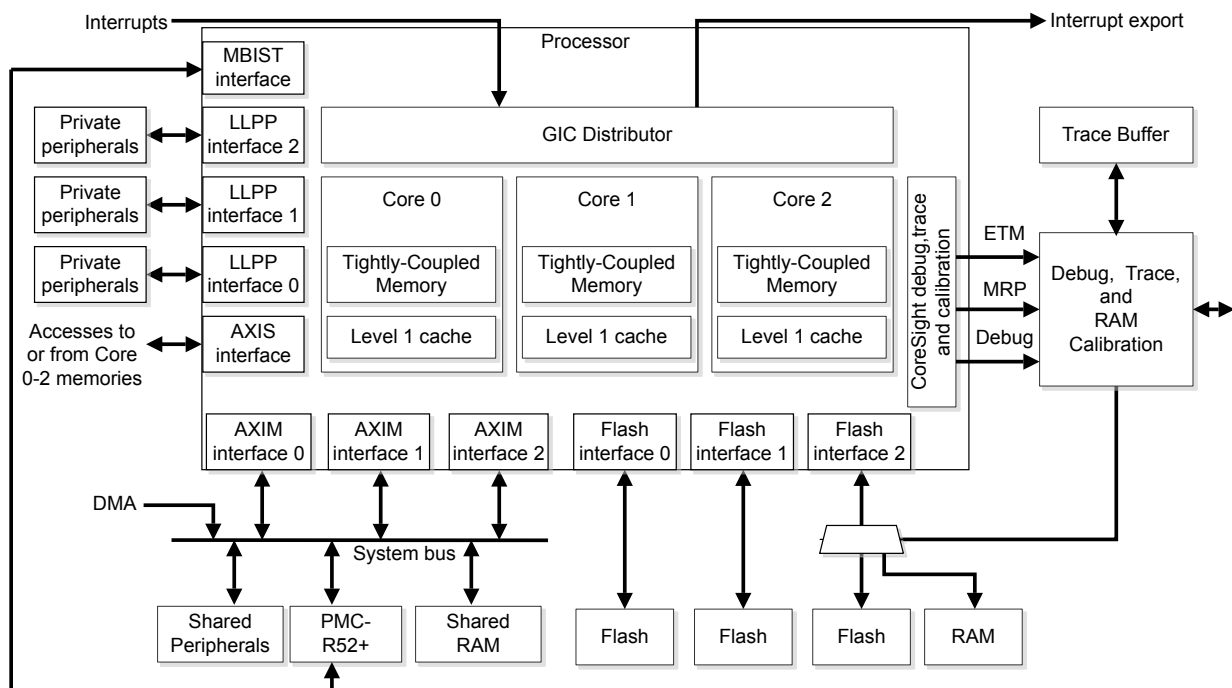 Interrupts
Interrupt export
Processor
MBIST
interface
Private
peripherals
LLPP
interface 2
GIC Distributor
Trace Buffer
Private
peripherals
LLPP
interface 1
Core 0
Core 1
Core 2
Private
peripherals
LLPP
interface 0
Tightly-Coupled
Memory
Tightly-Coupled
Memory
Tightly-Coupled
Memory
CoreSight debug,trace
and calibration
ETM
MRP
Debug
Debug, Trace,
and
RAM
Calibration
Accesses to
or from Core
0-2 memories
AXIS
interface
Level 1 cache
Level 1 cache
Level 1 cache
AXIM
interface 0
AXIM
interface 1
AXIM
interface 2
Flash
interface 0
Flash
interface 1
Flash
interface 2
DMA
System bus
Shared
Peripherals
PMC-
R52+
Shared
RAM
Flash
Flash
Flash
RAM